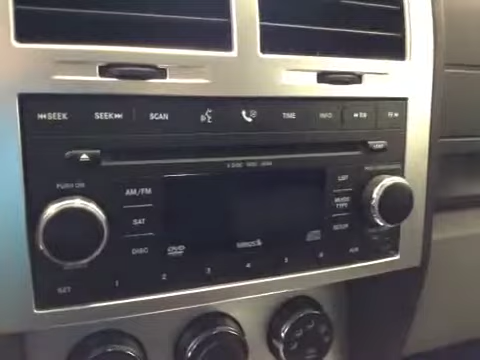 |◄◄SEEK SEEK►►| SCAN TIME INFO
PUSH ON
AM/FM
SAT
DISC DVD
SET 1 2 3 4 5 6
LIST
MUSIC
TYPE
SETUP